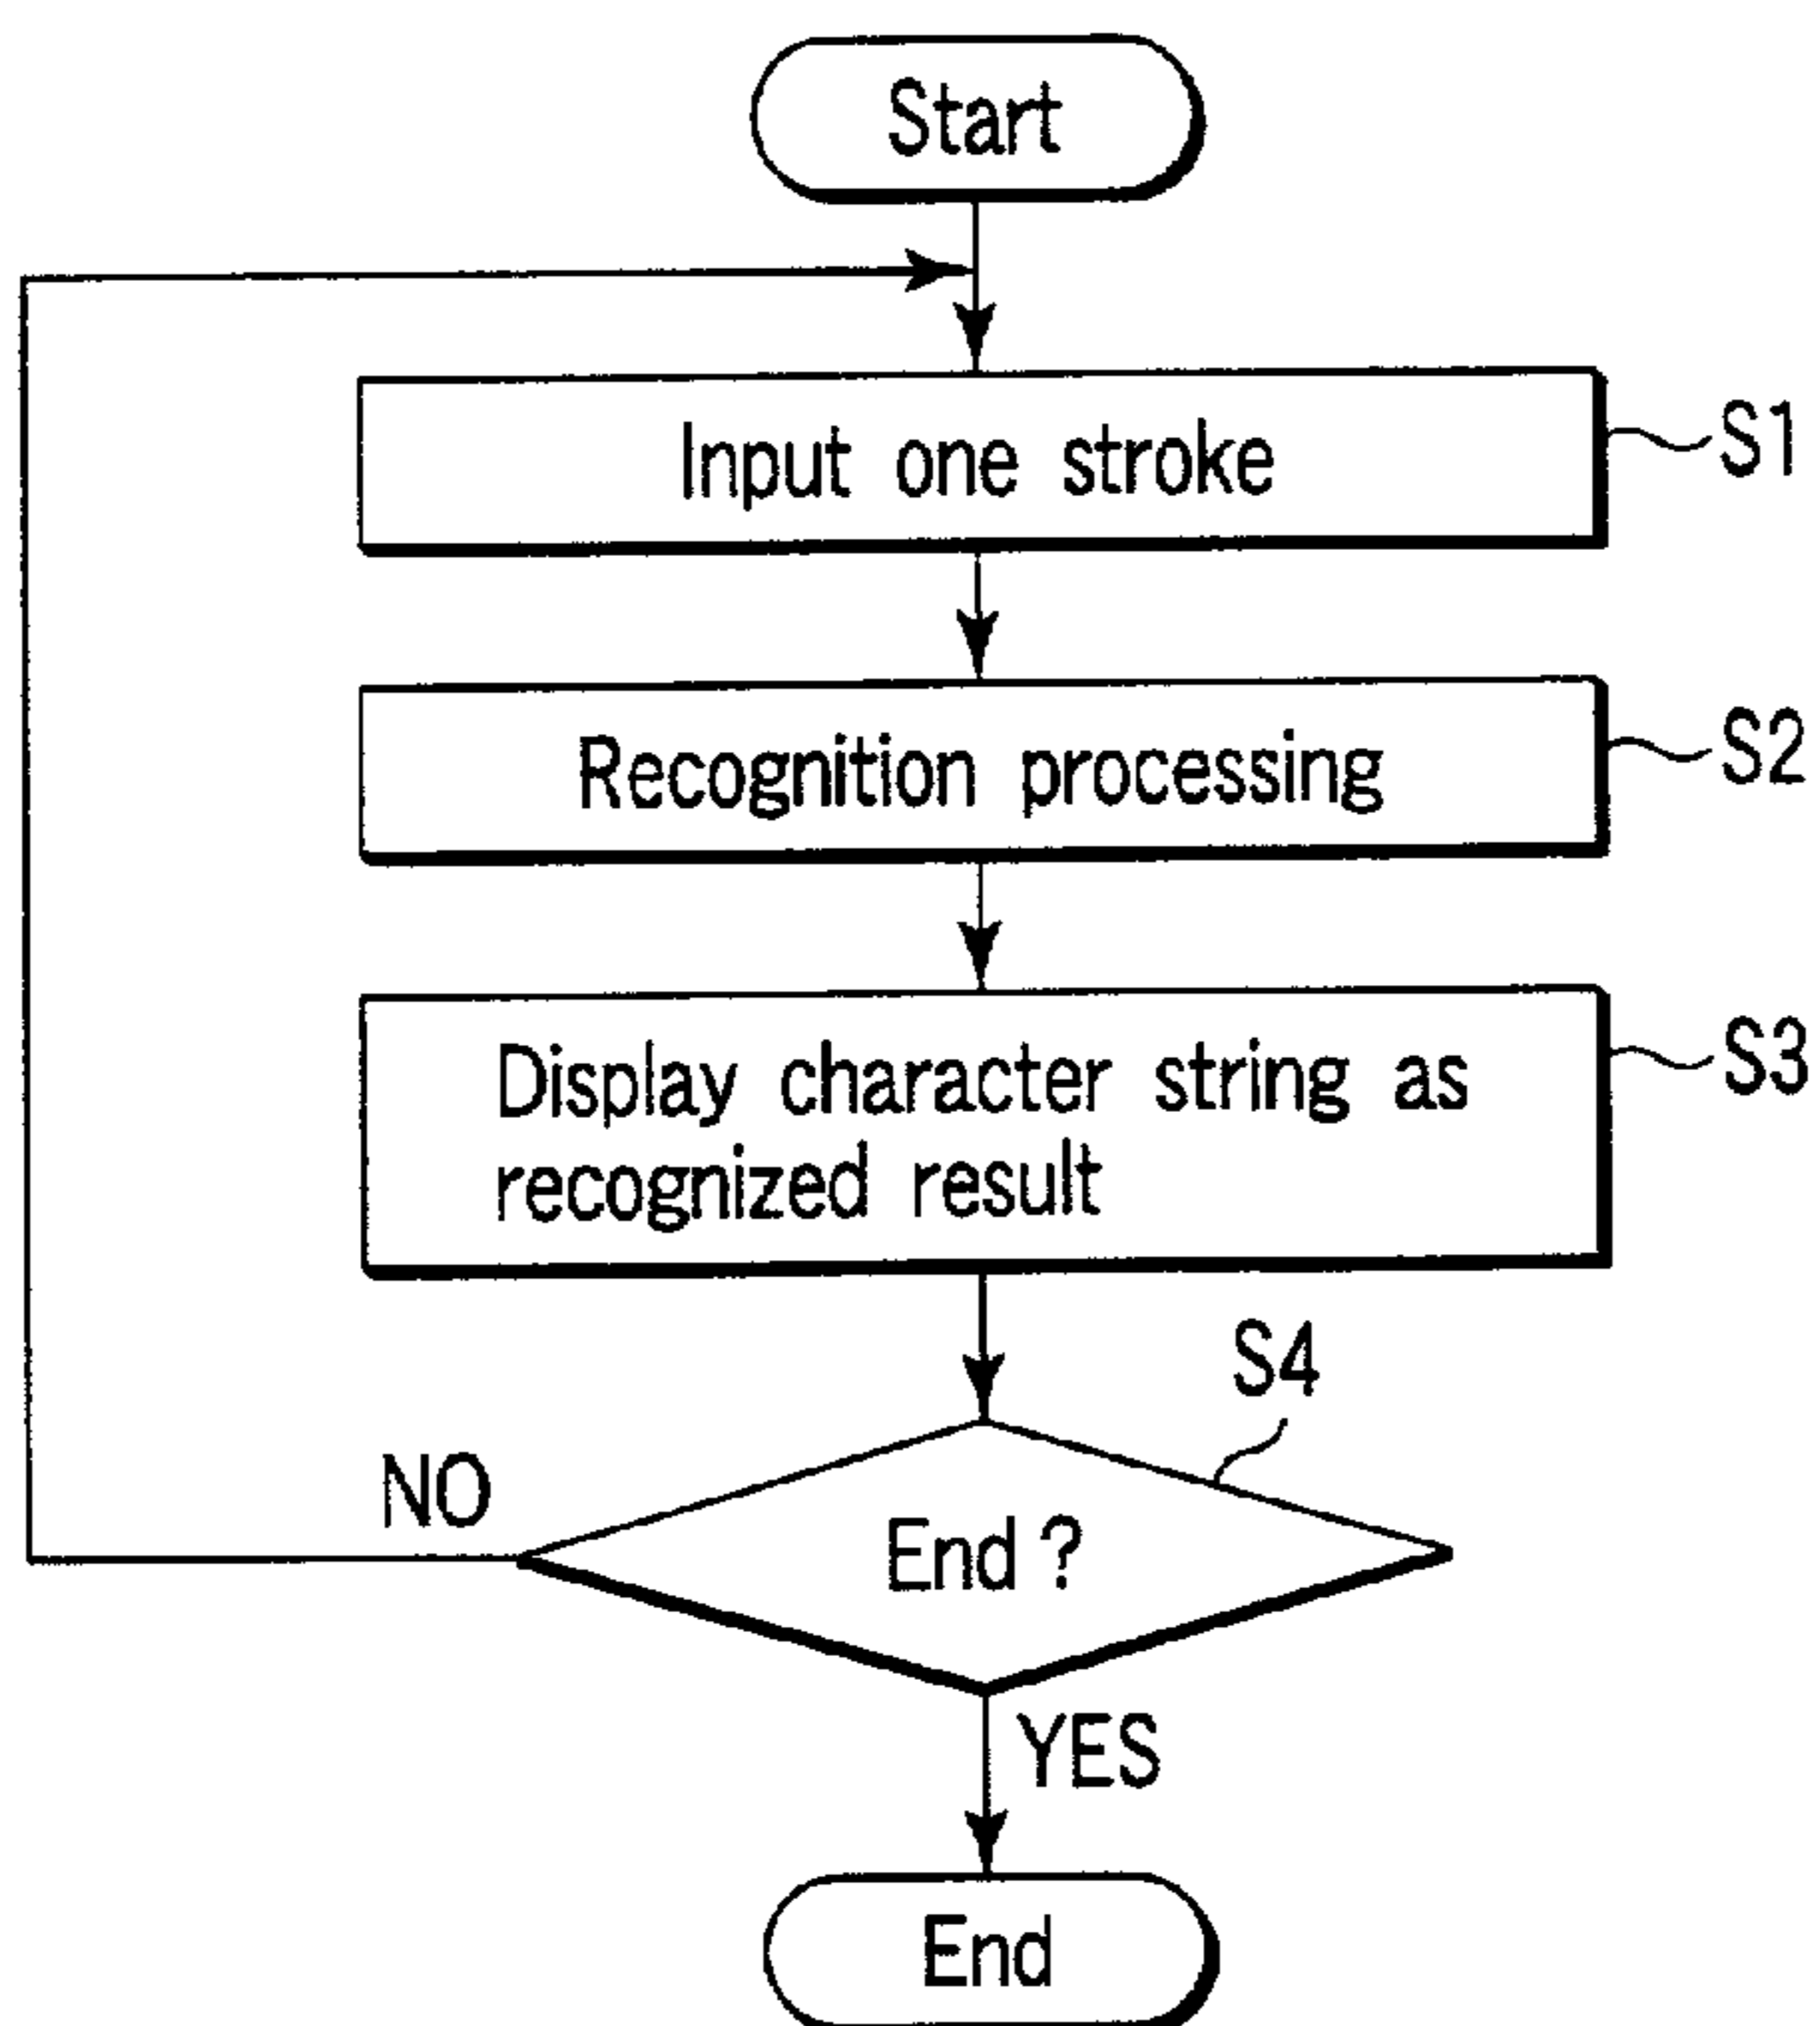 Start
Input one stroke
S1
Recognition processing
S2
Display character string as
recognized result
S3
S4
NO
End ?
YES
End